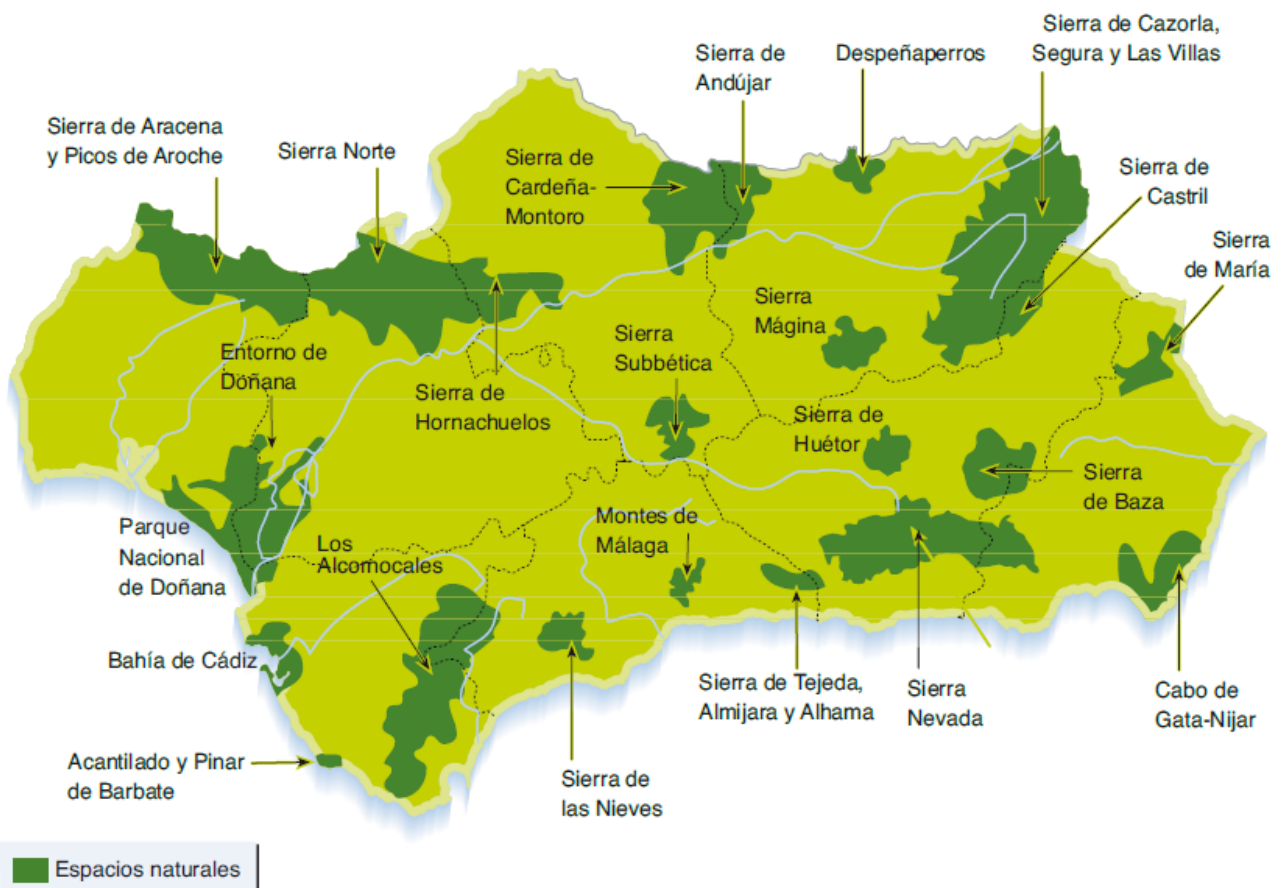 Sierra de Cazorla,
Segura y Las Villas
Sierra de
Andújar
Despeñaperros
Sierra de Aracena
y Picos de Aroche
Sierra Norte
Sierra de
Cardeña-
Montoro
Sierra de
Castril
Sierra
de María
Sierra
Mágina
Sierra
Subbética
Entorno de
Doñana
Sierra de
Hornachuelos
Sierra de
Huétor
Sierra
de Baza
Parque
Nacional
de Doñana
Los
Alcornocales
Montes de
Málaga
Bahía de Cádiz
Sierra de Tejeda,
Almijara y Alhama
Sierra
Nevada
Cabo de
Gata-Nijar
Acantilado y Pinar
de Barbate
Sierra de
las Nieves
Espacios naturales